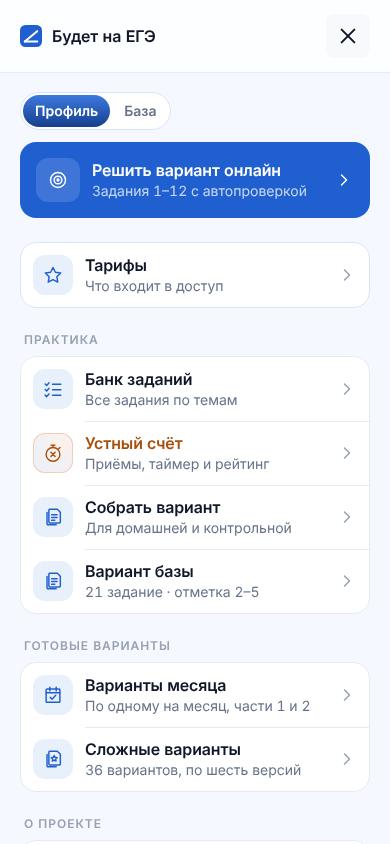 Будет на ЕГЭ
Профиль
База
Решить вариант онлайн
Задания 1–12 с автопроверкой
Тарифы
Что входит в доступ
ПРАКТИКА
Банк заданий
Все задания по темам
Устный счёт
Приёмы, таймер и рейтинг
Собрать вариант
Для домашней и контрольной
Вариант базы
21 задание · отметка 2–5
ГОТОВЫЕ ВАРИАНТЫ
Варианты месяца
По одному на месяц, части 1 и 2
Сложные варианты
36 вариантов, по шесть версий
О ПРОЕКТЕ